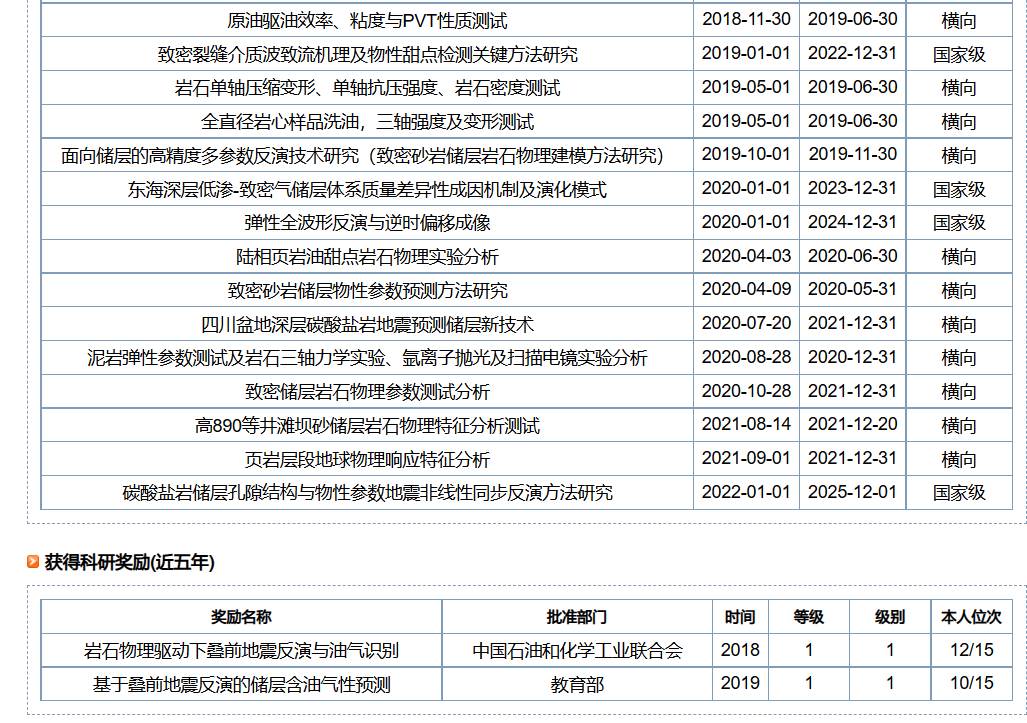 原油驱油效率、粘度与PVT性质测试 2018-11-30 2019-06-30 横向
致密裂缝介质波致流机理及物性甜点检测关键方法研究 2019-01-01 2022-12-31 国家级
岩石单轴压缩变形、单轴抗压强度、岩石密度测试 2019-05-01 2019-06-30 横向
全直径岩心样品洗油，三轴强度及变形测试 2019-05-01 2019-06-30 横向
面向储层的高精度多参数反演技术研究（致密砂岩储层岩石物理建模方法研究） 2019-10-01 2019-11-30 横向
东海深层低渗-致密气储层体系质量差异性成因机制及演化模式 2020-01-01 2023-12-31 国家级
弹性全波形反演与逆时偏移成像 2020-01-01 2024-12-31 国家级
陆相页岩油甜点岩石物理实验分析 2020-04-03 2020-06-30 横向
致密砂岩储层物性参数预测方法研究 2020-04-09 2020-05-31 横向
四川盆地深层碳酸盐岩地震预测储层新技术 2020-07-20 2021-12-31 横向
泥岩弹性参数测试及岩石三轴力学实验、氩离子抛光及扫描电镜实验分析 2020-08-28 2020-12-31 横向
致密储层岩石物理参数测试分析 2020-10-28 2021-12-31 横向
高890等井滩坝砂储层岩石物理特征分析测试 2021-08-14 2021-12-20 横向
页岩层段地球物理响应特征分析 2021-09-01 2021-12-31 横向
碳酸盐岩储层孔隙结构与物性参数地震非线性同步反演方法研究 2022-01-01 2025-12-01 国家级
获得科研奖励(近五年)
奖励名称 批准部门 时间 等级 级别 本人位次
岩石物理驱动下叠前地震反演与油气识别 中国石油和化学工业联合会 2018 1 1 12/15
基于叠前地震反演的储层含油气性预测 教育部 2019 1 1 10/15